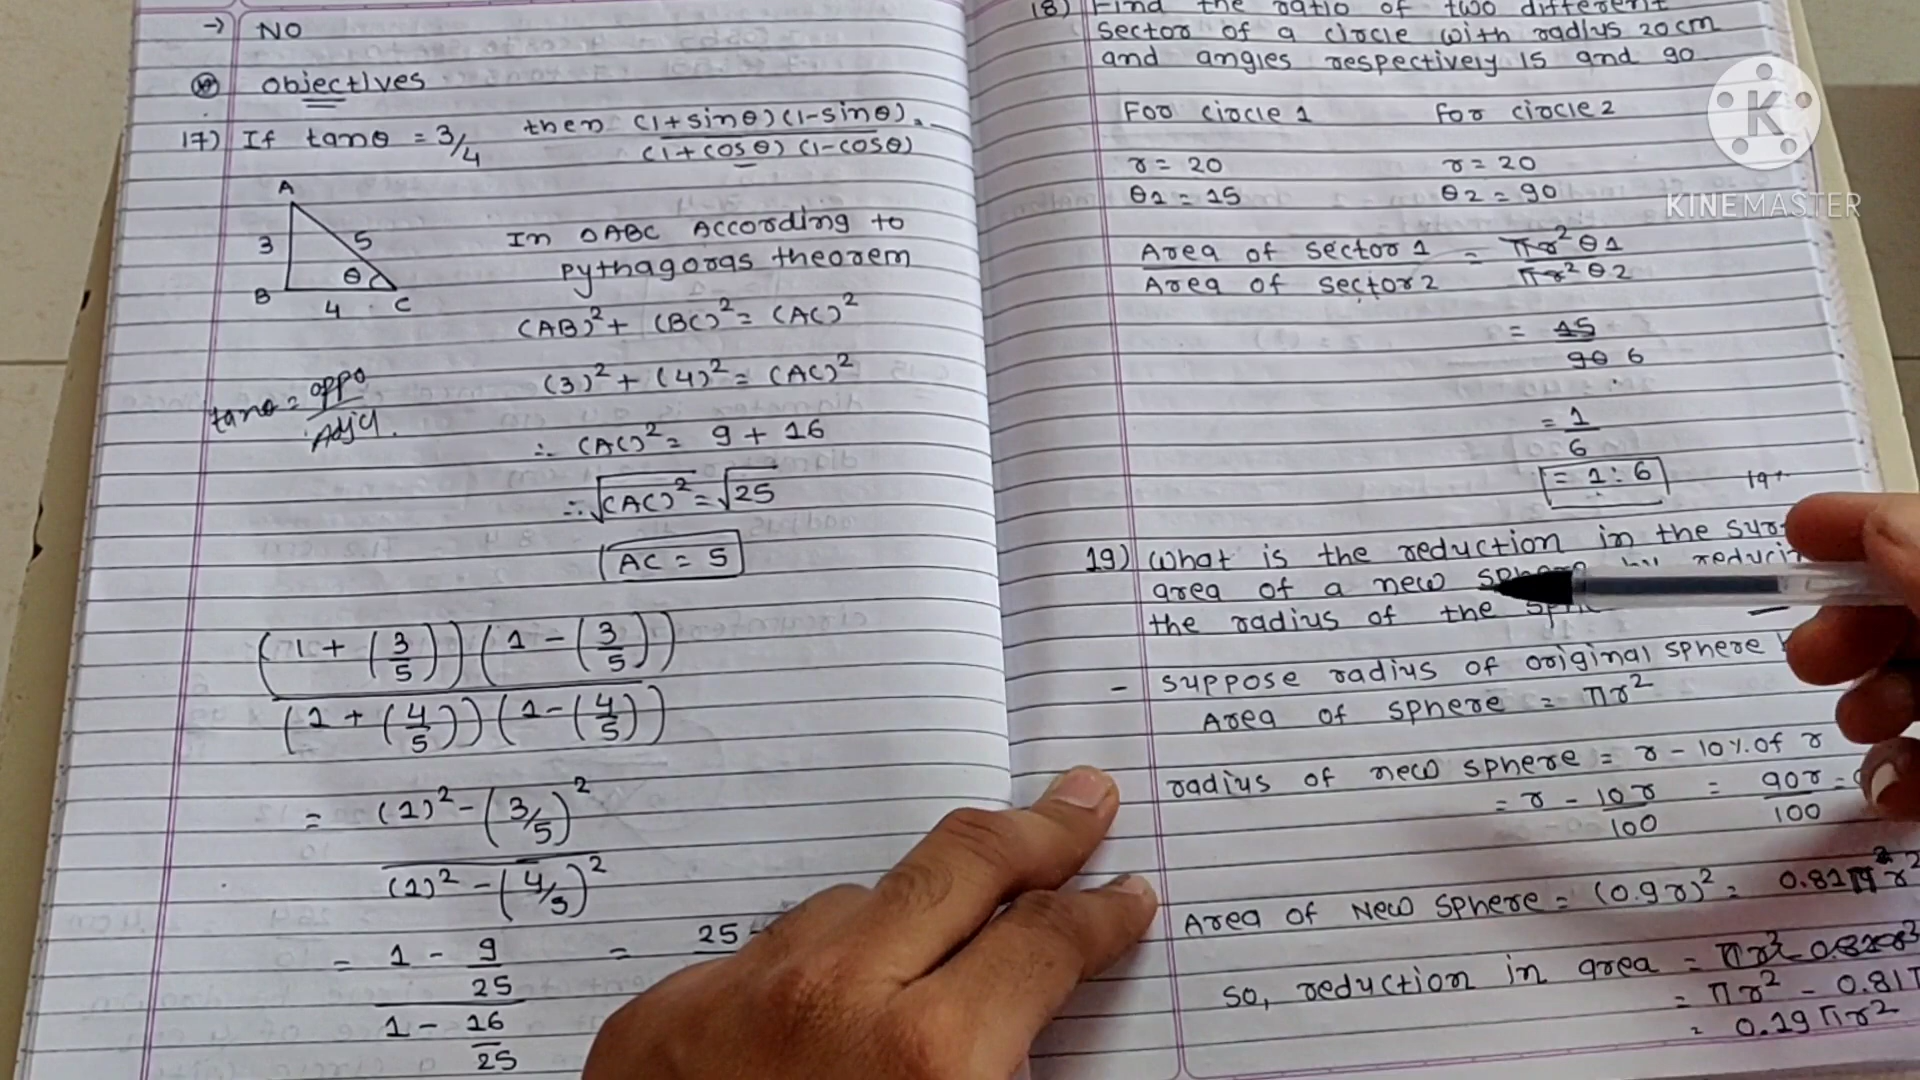 → NO
objectives
17) If tanθ = 3/4 then (1+sinθ)(1-sinθ).
(1+cosθ)(1-cosθ)
A
3 5
θ
B 4 C
In △ABC According to
pythagoras theorem
(AB)² + (BC)² = (AC)²
(3)² + (4)² = (AC)²
tanθ = oppo
Adj
∴ (AC)² = 9 + 16
∴ √(AC)² = √25
AC = 5
(1 + (3/5)) (1 - (3/5))
(1 + (4/5)) (1 - (4/5))
= (1)² - (3/5)²
(1)² - (4/5)²
= 1 - 9 = 25
25
1 - 16
25
18) Find the ratio of two different
sector of a circle with radius 20cm
and angles respectively 15 and 90
For circle 1 For circle 2
r = 20 r = 20
θ1 = 15 θ2 = 90
Area of sector 1 = πr²θ1
Area of sector 2 πr²θ2
= 15
90 6
= 1
6
= 1:6
19) What is the reduction in the
area of a new
the radius of the
- suppose radius of original sphere
Area of sphere = πr²
radius of new sphere = r - 10% of r
= r - 10r = 90r =
100 100
Area of New sphere = (0.9r)² = 0.81πr²
So, reduction in area =
= πr² - 0.81
= 0.19πr²
K
KINEMASTER